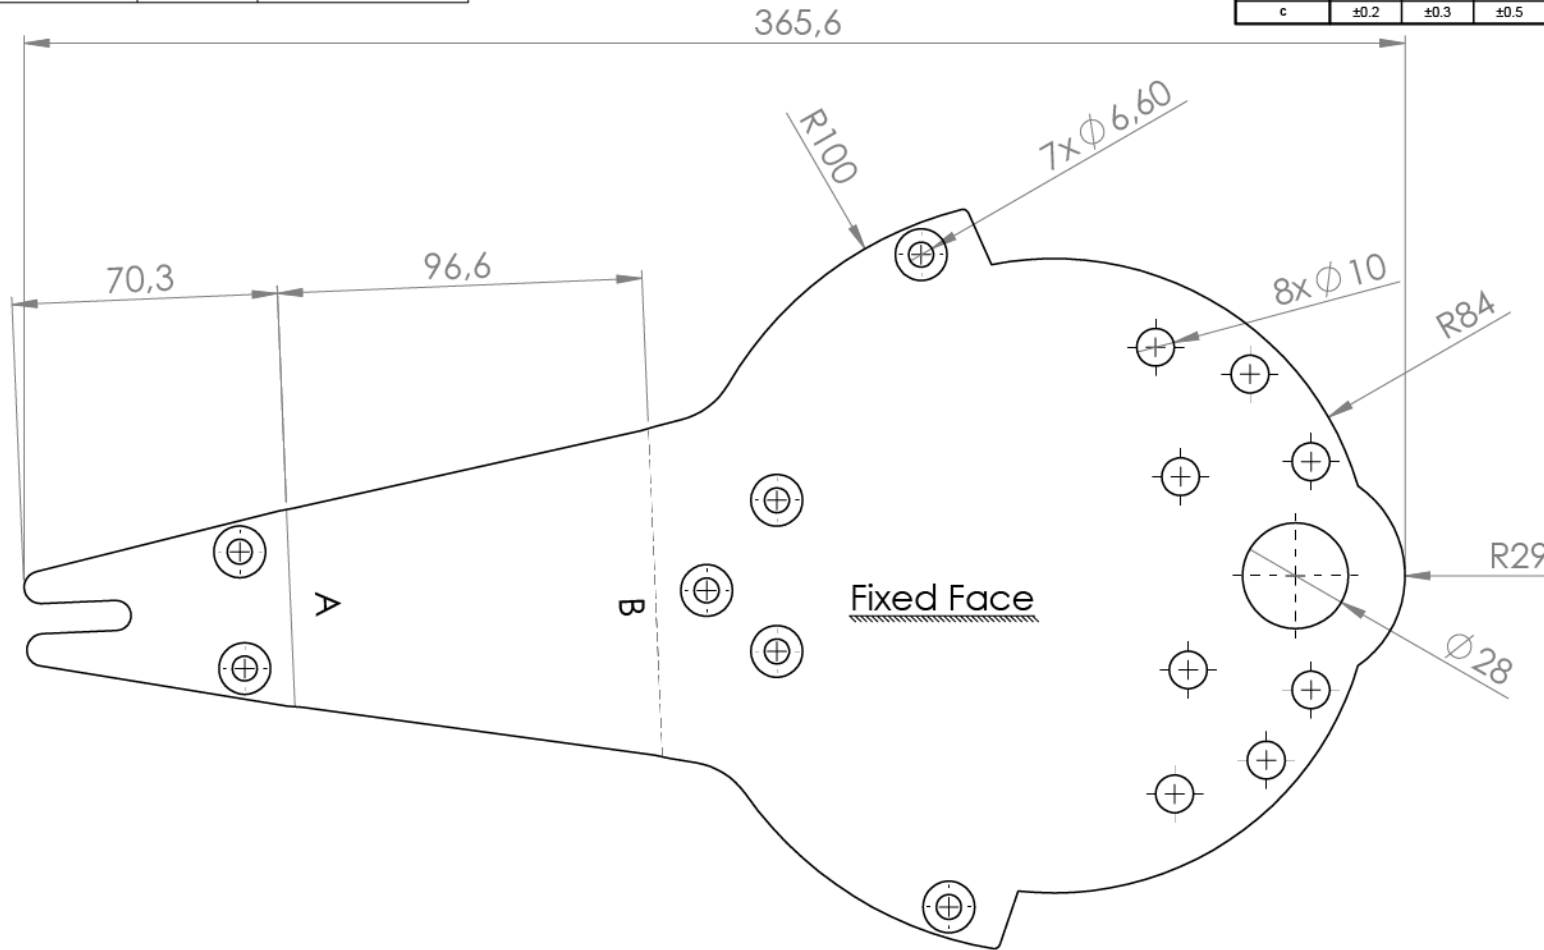 365,6
c ±0.2 ±0.3 ±0.5
R100
7x∅ 6,60
70,3
96,6
8x∅ 10
R84
R29
A
B
Fixed Face
∅28